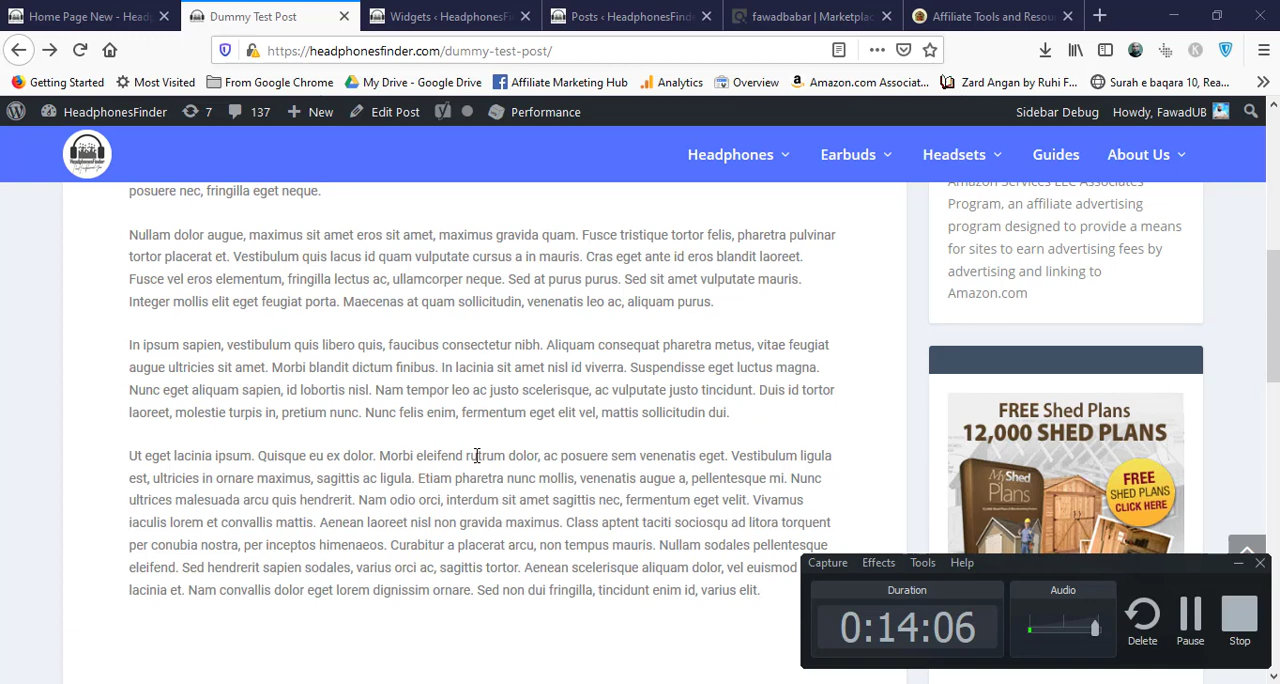 Home Page New - Headp
Dummy Test Post
Widgets ‹ HeadphonesFi
Posts ‹ HeadphonesFind
fawadbabar | Marketplac
Affiliate Tools and Resou
https://headphonesfinder.com/dummy-test-post/
Getting Started
Most Visited
From Google Chrome
My Drive - Google Dr...
Affiliate Marketing Hub
Analytics
Overview
Amazon.com Associat...
Zard Angan by Ruhi F...
Surah e baqara 10, Rea...
HeadphonesFinder
7
137
New
Edit Post
Performance
Sidebar Debug
Howdy, FawadUB
Headphones
Earbuds
Headsets
Guides
About Us
posuere nec, fringilla eget neque.
Nullam dolor augue, maximus sit amet eros sit amet, maximus gravida quam. Fusce tristique tortor felis, pharetra pulvinar
tortor placerat et. Vestibulum quis lacus id quam vulputate cursus a in mauris. Cras eget ante id eros blandit laoreet.
Fusce vel eros elementum, fringilla lectus ac, ullamcorper neque. Sed at purus purus. Sed sit amet vulputate mauris.
Integer mollis elit eget feugiat porta. Maecenas at quam sollicitudin, venenatis leo ac, aliquam purus.
In ipsum sapien, vestibulum quis libero quis, faucibus consectetur nibh. Aliquam consequat pharetra metus, vitae feugiat
augue ultricies sit amet. Morbi blandit dictum finibus. In lacinia sit amet nisl id viverra. Suspendisse eget luctus magna.
Nunc eget aliquam sapien, id lobortis nisl. Nam tempor leo ac justo scelerisque, ac vulputate justo tincidunt. Duis id tortor
laoreet, molestie turpis in, pretium nunc. Nunc felis enim, fermentum eget elit vel, mattis sollicitudin dui.
Ut eget lacinia ipsum. Quisque eu ex dolor. Morbi eleifend rutrum dolor, ac posuere sem venenatis eget. Vestibulum ligula
est, ultricies in ornare maximus, sagittis ac ligula. Etiam pharetra nunc mollis, venenatis augue a, pellentesque mi. Nunc
ultrices malesuada arcu quis hendrerit. Nam odio orci, interdum sit amet sagittis nec, fermentum eget velit. Vivamus
iaculis lorem et convallis mattis. Aenean laoreet nisl non gravida maximus. Class aptent taciti sociosqu ad litora torquent
per conubia nostra, per inceptos himenaeos. Curabitur a placerat arcu, non tempus mauris. Nullam sodales pellentesque
eleifend. Sed hendrerit sapien sodales, varius orci ac, sagittis tortor. Aenean scelerisque aliquam dolor, vel euismod
lacinia et. Nam convallis dolor eget lorem dignissim ornare. Sed non dui fringilla, tincidunt enim id, varius elit.
Amazon Services LLC Associates
Program, an affiliate advertising
program designed to provide a means
for sites to earn advertising fees by
advertising and linking to
Amazon.com
FREE Shed Plans
12,000 SHED PLANS
MyShed
Plans
FREE
SHED PLANS
CLICK HERE
Capture
Effects
Tools
Help
Duration
0:14:06
Audio
Delete
Pause
Stop